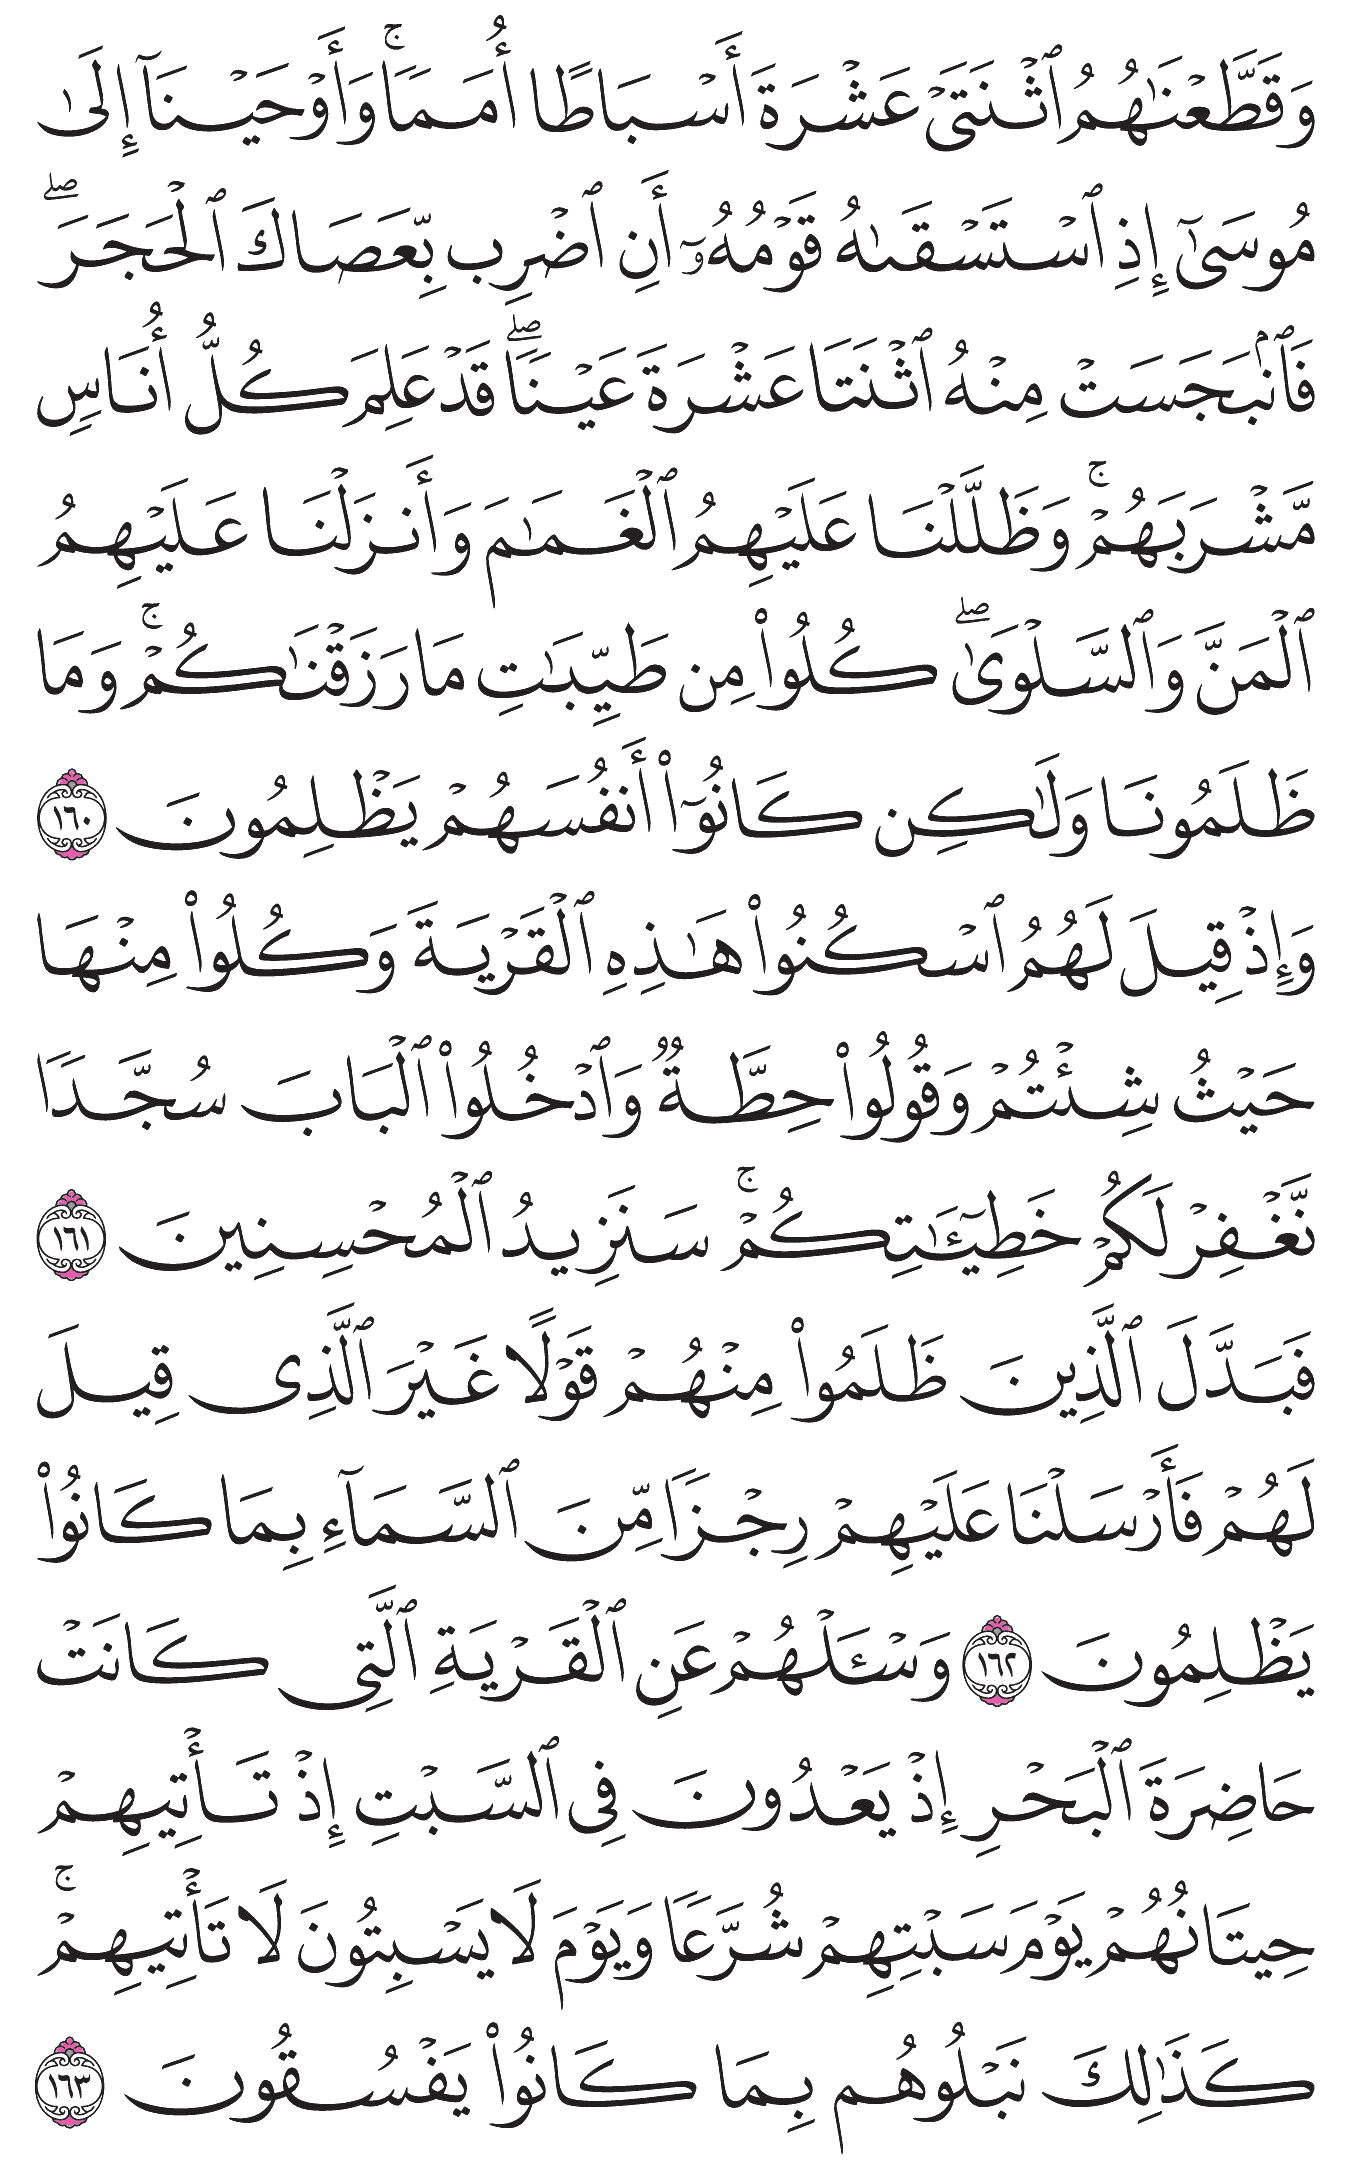 وَقَطَّعۡنَٰهُمُ ٱثۡنَتَيۡ عَشۡرَةَ أَسۡبَاطًا أُمَمٗاۚ وَأَوۡحَيۡنَآ إِلَىٰ
مُوسَىٰٓ إِذِ ٱسۡتَسۡقَىٰهُ قَوۡمُهُۥٓ أَنِ ٱضۡرِب بِّعَصَاكَ ٱلۡحَجَرَۖ
فَٱنۢبَجَسَتۡ مِنۡهُ ٱثۡنَتَا عَشۡرَةَ عَيۡنٗاۖ قَدۡ عَلِمَ كُلُّ أُنَاسٖ
مَّشۡرَبَهُمۡۚ وَظَلَّلۡنَا عَلَيۡهِمُ ٱلۡغَمَٰمَ وَأَنزَلۡنَا عَلَيۡهِمُ
ٱلۡمَنَّ وَٱلسَّلۡوَىٰۖ كُلُواْ مِن طَيِّبَٰتِ مَا رَزَقۡنَٰكُمۡۚ وَمَا
ظَلَمُونَا وَلَٰكِن كَانُوٓاْ أَنفُسَهُمۡ يَظۡلِمُونَ ١٦٠
وَإِذۡ قِيلَ لَهُمُ ٱسۡكُنُواْ هَٰذِهِ ٱلۡقَرۡيَةَ وَكُلُواْ مِنۡهَا
حَيۡثُ شِئۡتُمۡ وَقُولُواْ حِطَّةٞ وَٱدۡخُلُواْ ٱلۡبَابَ سُجَّدٗا
نَّغۡفِرۡ لَكُمۡ خَطِيٓـَٰٔتِكُمۡۚ سَنَزِيدُ ٱلۡمُحۡسِنِينَ ١٦١
فَبَدَّلَ ٱلَّذِينَ ظَلَمُواْ مِنۡهُمۡ قَوۡلًا غَيۡرَ ٱلَّذِي قِيلَ
لَهُمۡ فَأَرۡسَلۡنَا عَلَيۡهِمۡ رِجۡزٗا مِّنَ ٱلسَّمَآءِ بِمَا كَانُواْ
يَظۡلِمُونَ ١٦٢ وَسۡـَٔلۡهُمۡ عَنِ ٱلۡقَرۡيَةِ ٱلَّتِي كَانَتۡ
حَاضِرَةَ ٱلۡبَحۡرِ إِذۡ يَعۡدُونَ فِي ٱلسَّبۡتِ إِذۡ تَأۡتِيهِمۡ
حِيتَانُهُمۡ يَوۡمَ سَبۡتِهِمۡ شُرَّعٗا وَيَوۡمَ لَا يَسۡبِتُونَ لَا تَأۡتِيهِمۡۚ
كَذَٰلِكَ نَبۡلُوهُم بِمَا كَانُواْ يَفۡسُقُونَ ١٦٣